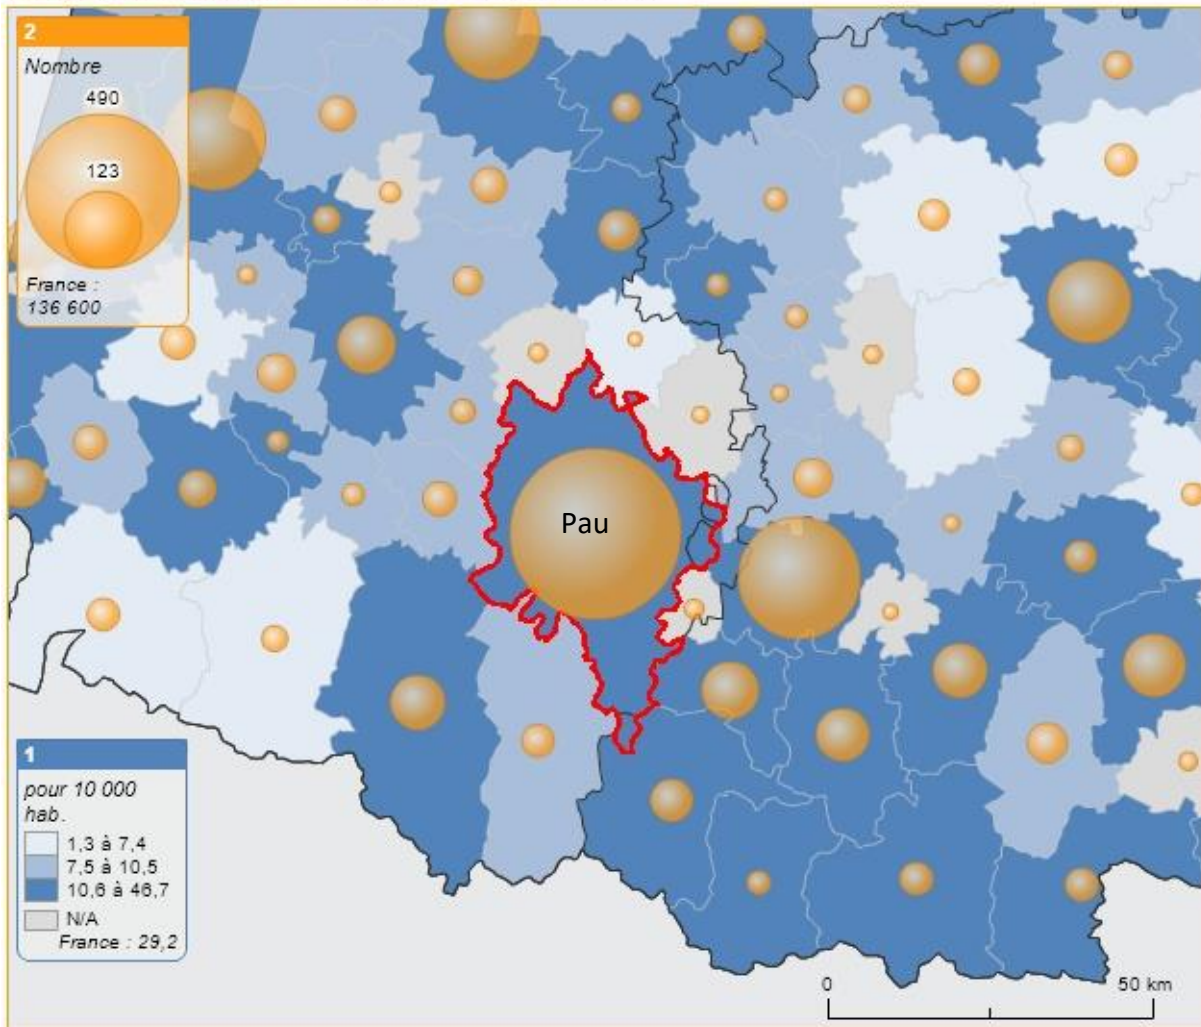 2
Nombre
490
123
France :
136 600
Pau
1
pour 10 000
hab.
1,3 à 7,4
7,5 à 10,5
10,6 à 46,7
N/A
France : 29,2
0 50 km